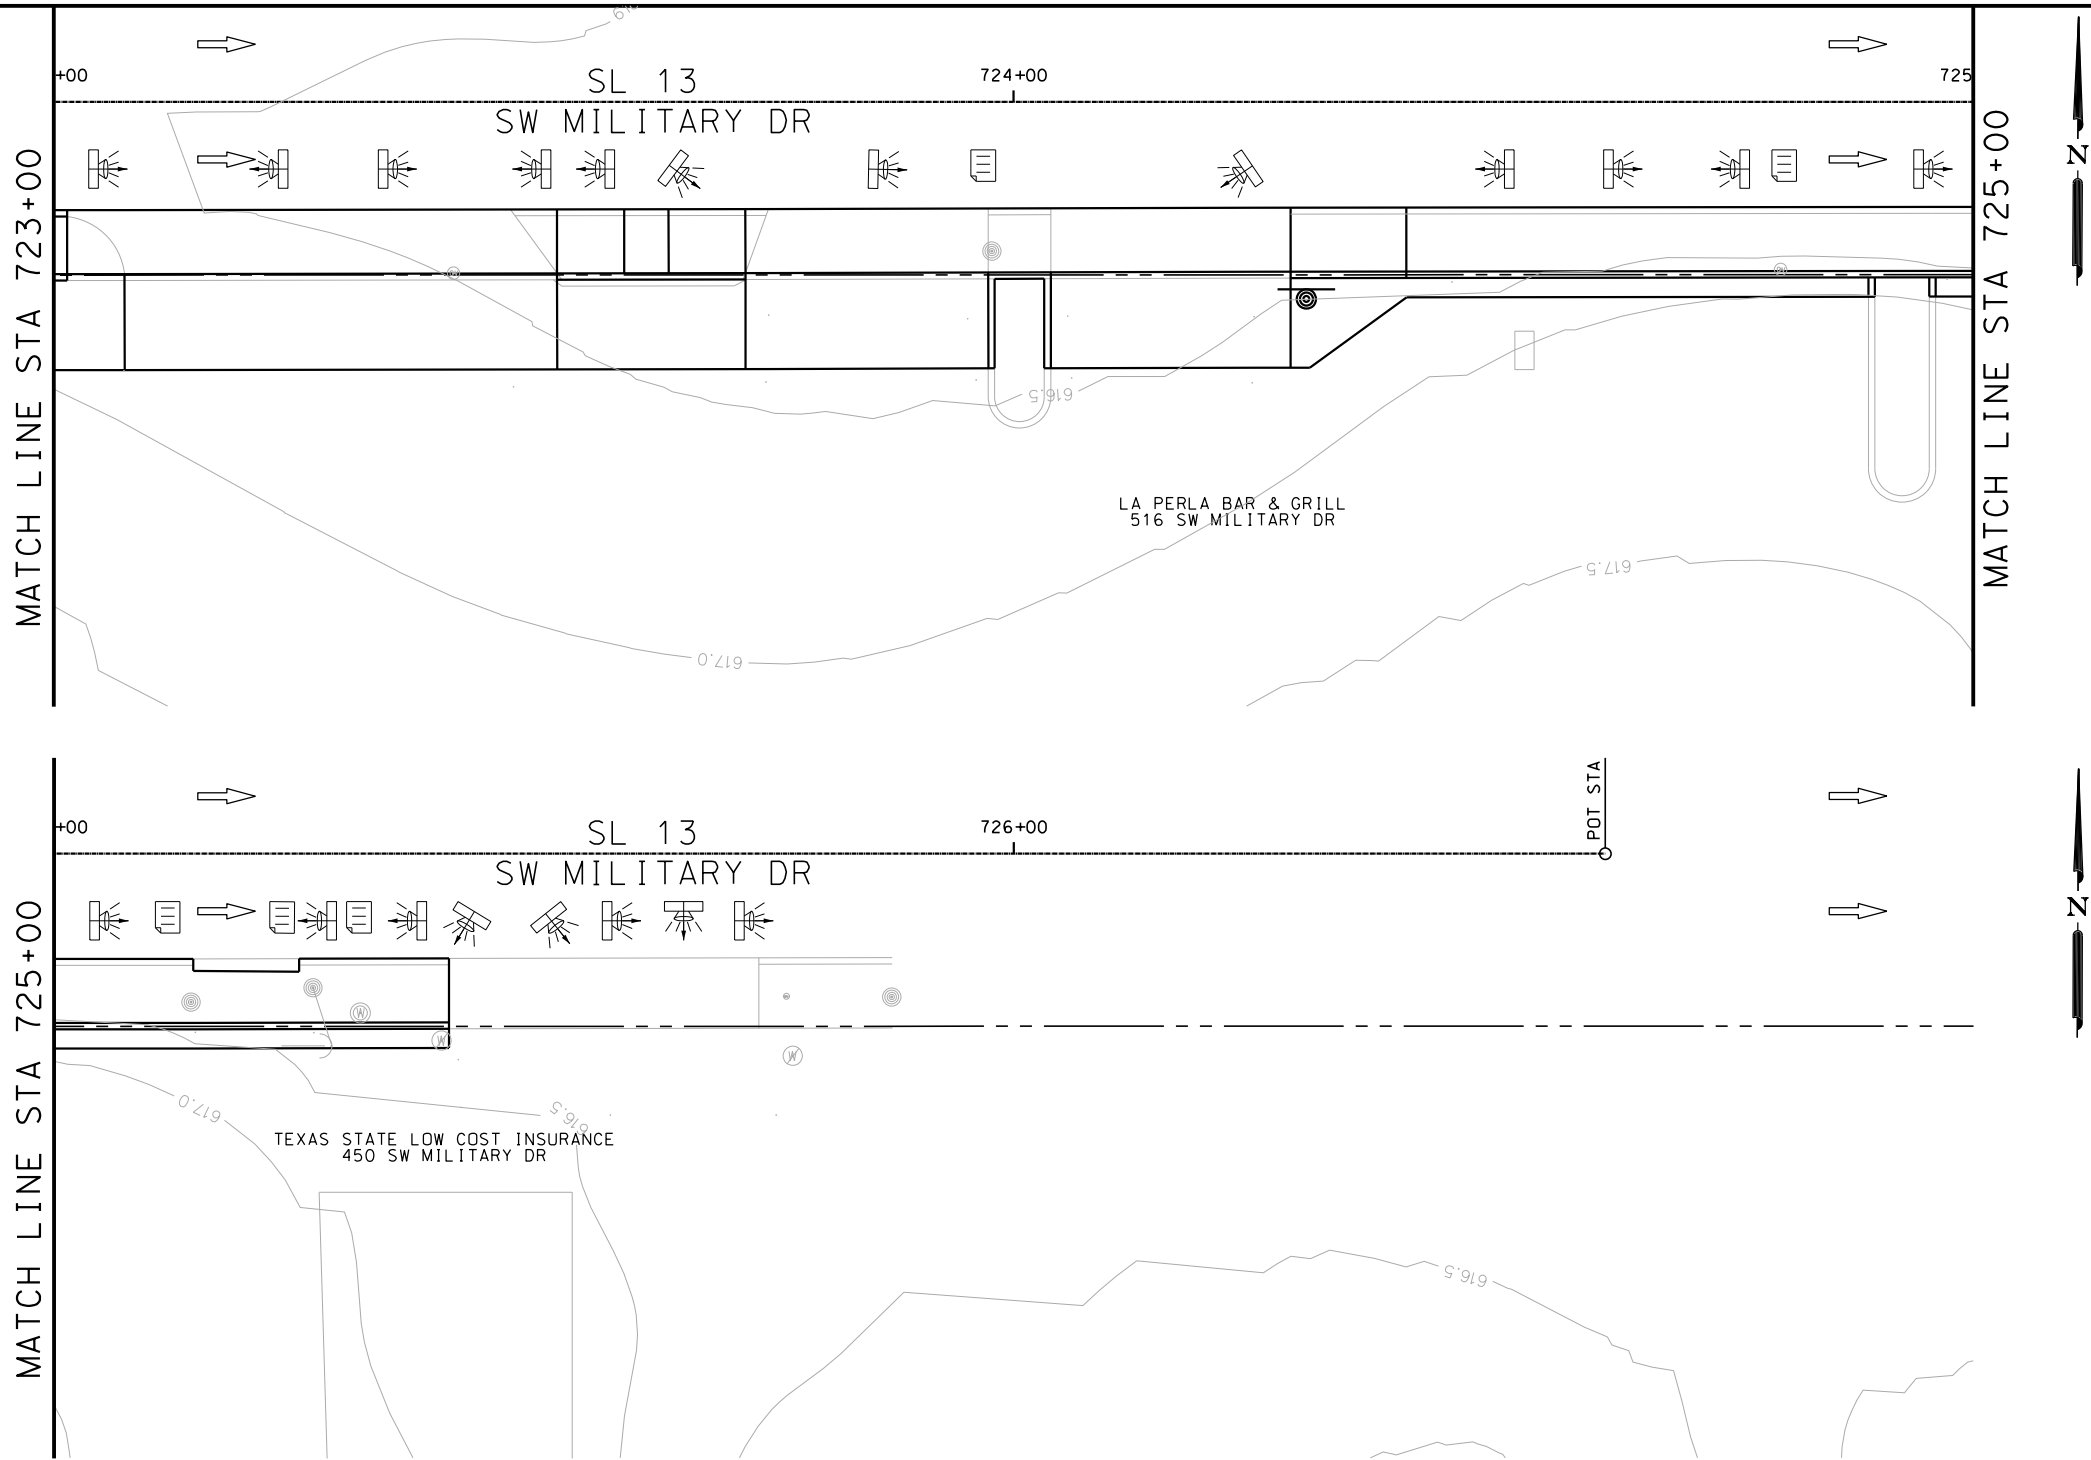 +00
SL 13
724+00
725
SW MILITARY DR
MATCH LINE STA 723+00
MATCH LINE STA 725+00
N
616.5
LA PERLA BAR & GRILL
516 SW MILITARY DR
617.5
617.0
POT STA
+00
SL 13
726+00
SW MILITARY DR
MATCH LINE STA 725+00
N
W
W
W
617.0
616.5
TEXAS STATE LOW COST INSURANCE
450 SW MILITARY DR
616.5